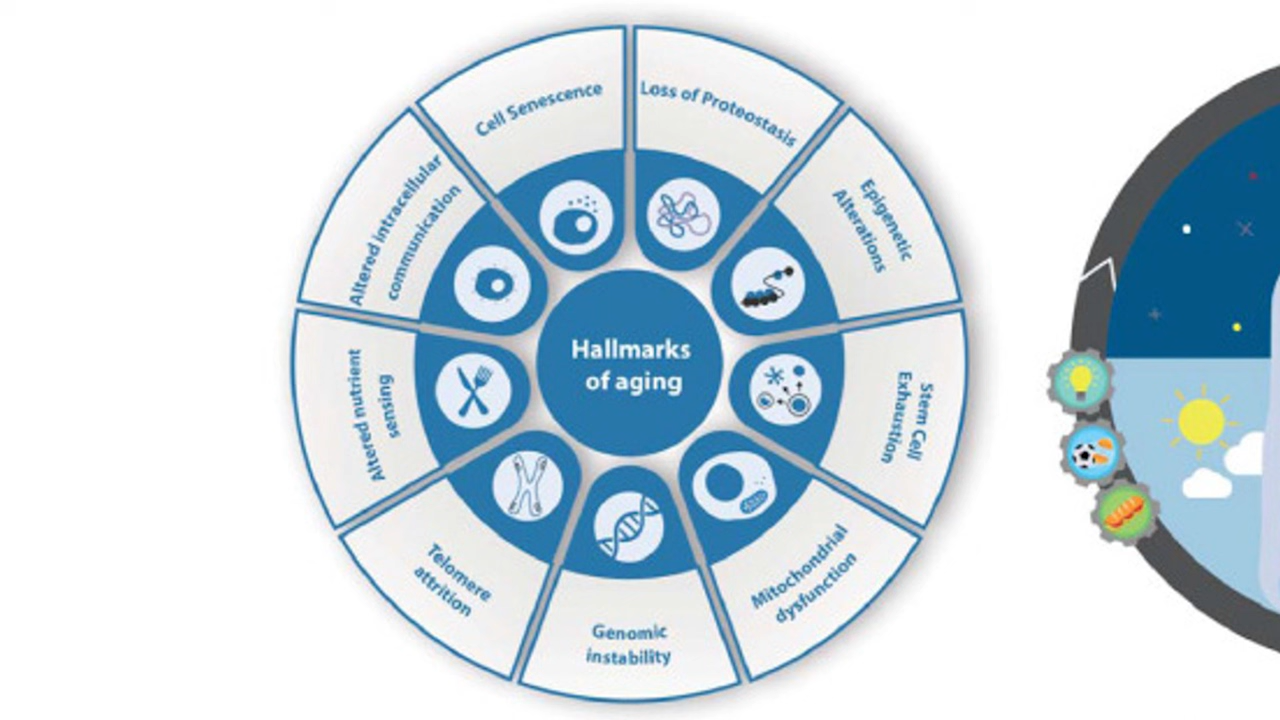 Cell Senescence
Loss of Proteostasis
Epigenetic
Alterations
Stem Cell
Exhaustion
Mitochondrial
dysfunction
Genomic
instability
Telomere
attrition
Altered nutrient
sensing
Altered intracellular
communication
Hallmarks
of aging